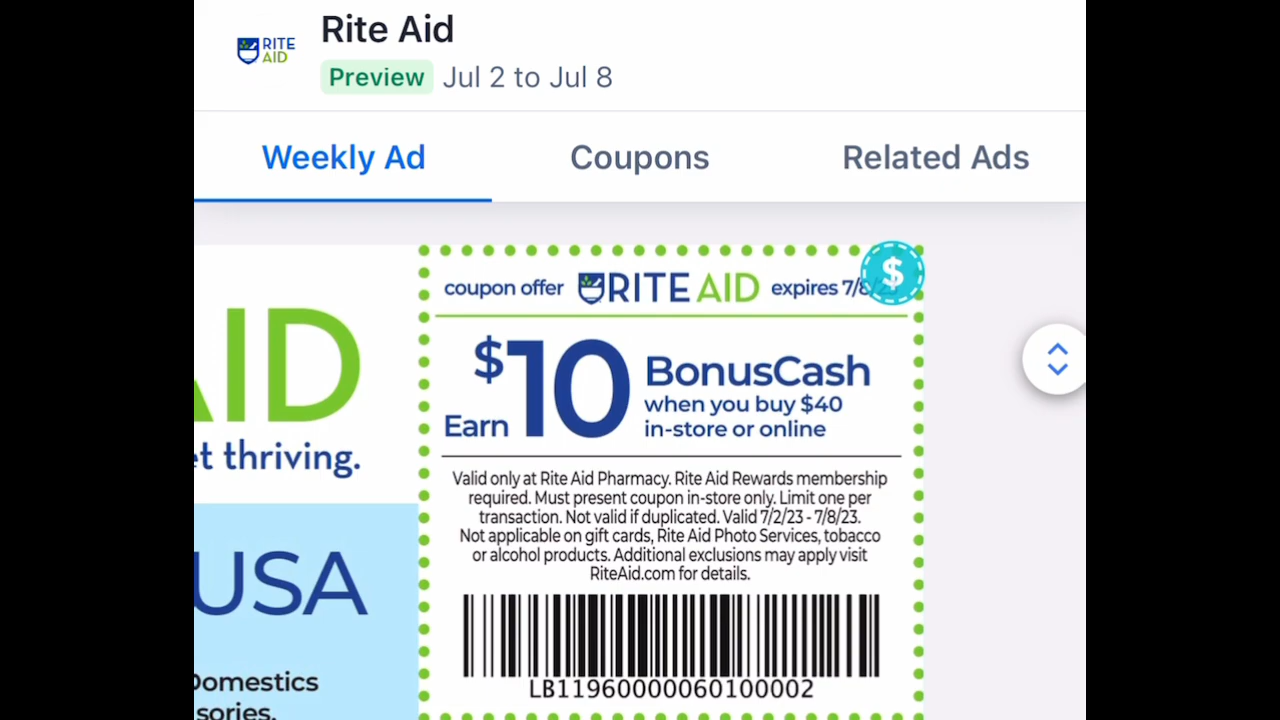 RITE AID
Rite Aid
Preview Jul 2 to Jul 8
Weekly Ad Coupons Related Ads
coupon offer RITE AID expires 7/8/23
$
AID
Earn $10 BonusCash
when you buy $40
in-store or online
thriving.
Valid only at Rite Aid Pharmacy. Rite Aid Rewards membership
required. Must present coupon in-store only. Limit one per
transaction. Not valid if duplicated. Valid 7/2/23 - 7/8/23.
Not applicable on gift cards, Rite Aid Photo Services, tobacco
or alcohol products. Additional exclusions may apply visit
RiteAid.com for details.
USA
LB11960000060100002
Domestics
sories.